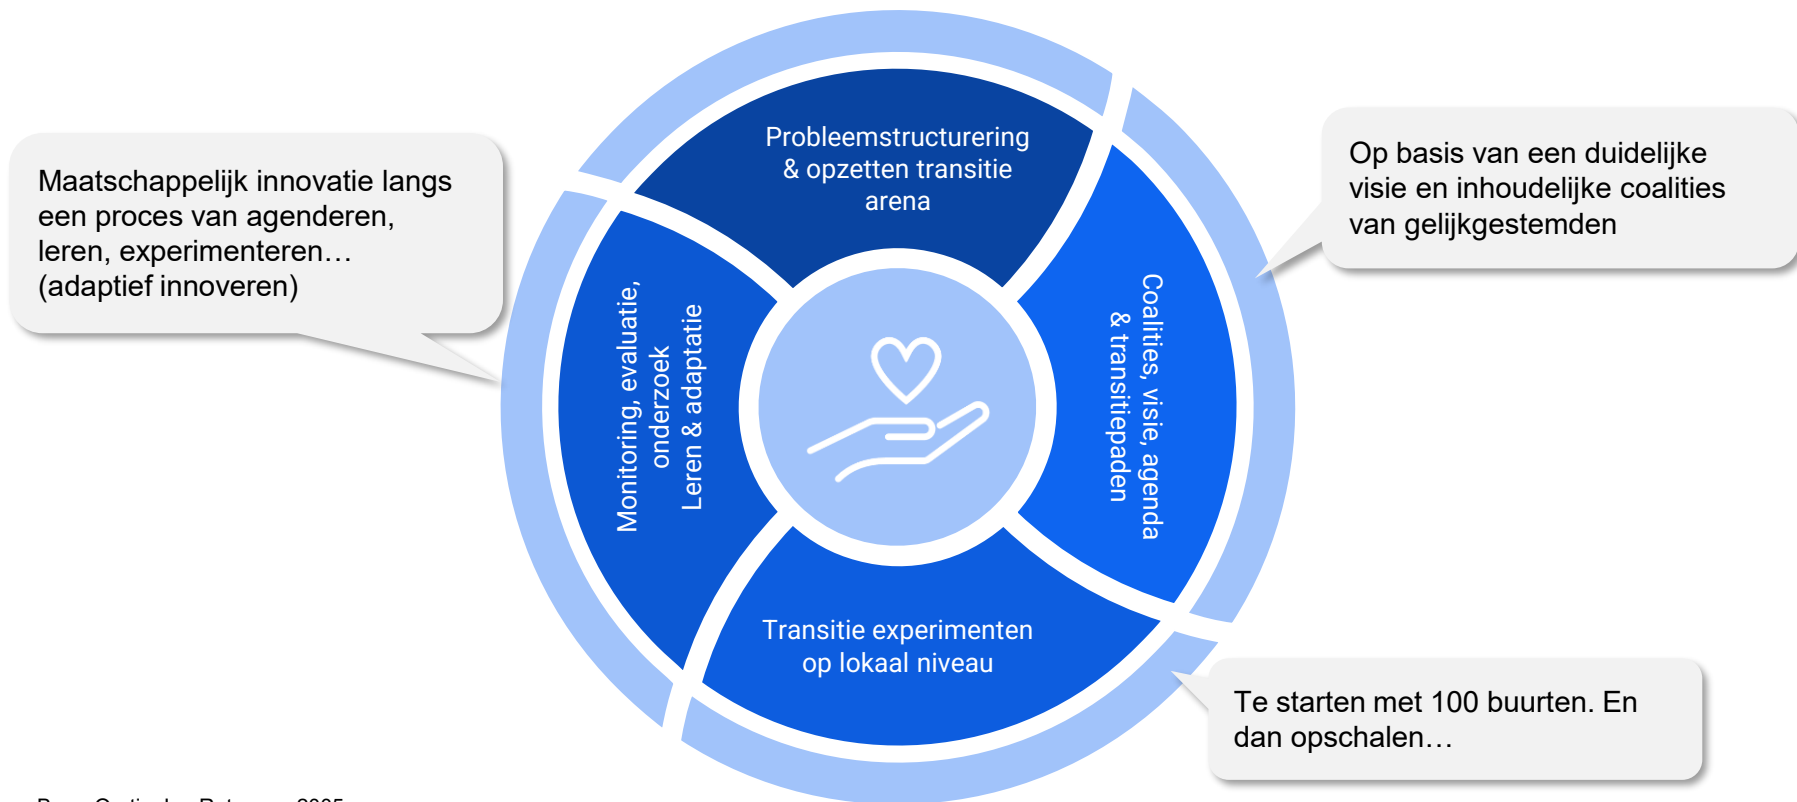 Probleemstructurering
& opzetten transitie
arena
Maatschappelijk innovatie langs
een proces van agenderen,
leren, experimenteren…
(adaptief innoveren)
Op basis van een duidelijke
visie en inhoudelijke coalities
van gelijkgestemden
Monitoring, evaluatie,
onderzoek
Leren & adaptatie
Coalities, visie, agenda
& transitiepaden
Transitie experimenten
op lokaal niveau
Te starten met 100 buurten. En
dan opschalen…